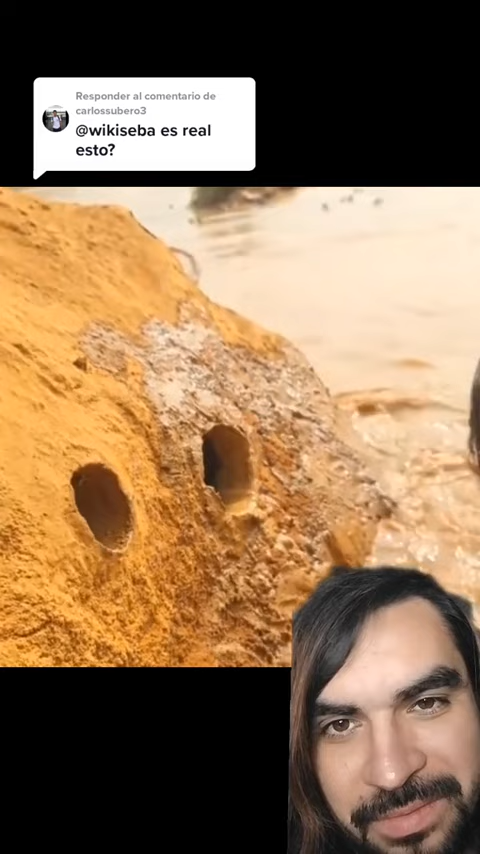 Responder al comentario de
carlossubero3
@wikiseba es real
esto?